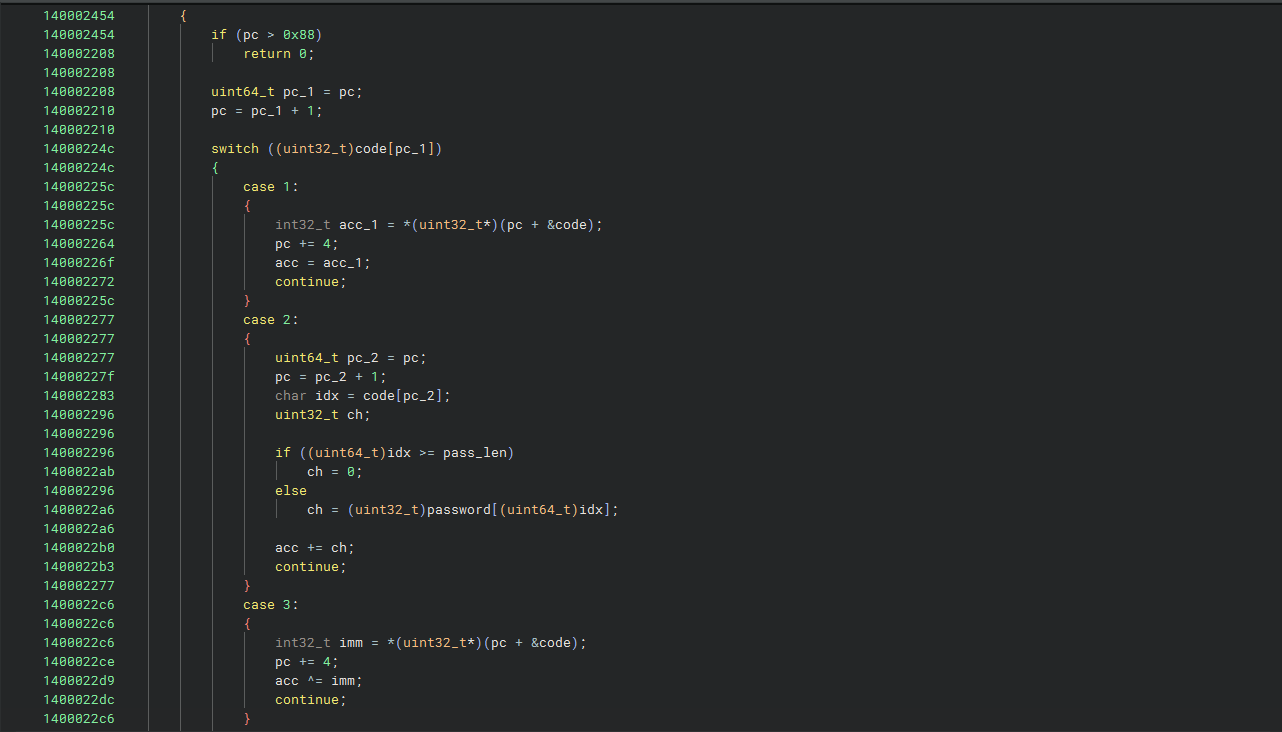 140002454 {
140002454 if (pc > 0x88)
140002208 return 0;
140002208
140002208 uint64_t pc_1 = pc;
140002210 pc = pc_1 + 1;
140002210
14000224c switch ((uint32_t)code[pc_1])
14000224c {
14000225c case 1:
14000225c {
14000225c int32_t acc_1 = *(uint32_t*)(pc + &code);
140002264 pc += 4;
14000226f acc = acc_1;
140002272 continue;
14000225c }
140002277 case 2:
140002277 {
140002277 uint64_t pc_2 = pc;
14000227f pc = pc_2 + 1;
140002283 char idx = code[pc_2];
140002296 uint32_t ch;
140002296
140002296 if ((uint64_t)idx >= pass_len)
1400022ab ch = 0;
140002296 else
1400022a6 ch = (uint32_t)password[(uint64_t)idx];
1400022a6
1400022b0 acc += ch;
1400022b3 continue;
140002277 }
1400022c6 case 3:
1400022c6 {
1400022c6 int32_t imm = *(uint32_t*)(pc + &code);
1400022ce pc += 4;
1400022d9 acc ^= imm;
1400022dc continue;
1400022c6 }